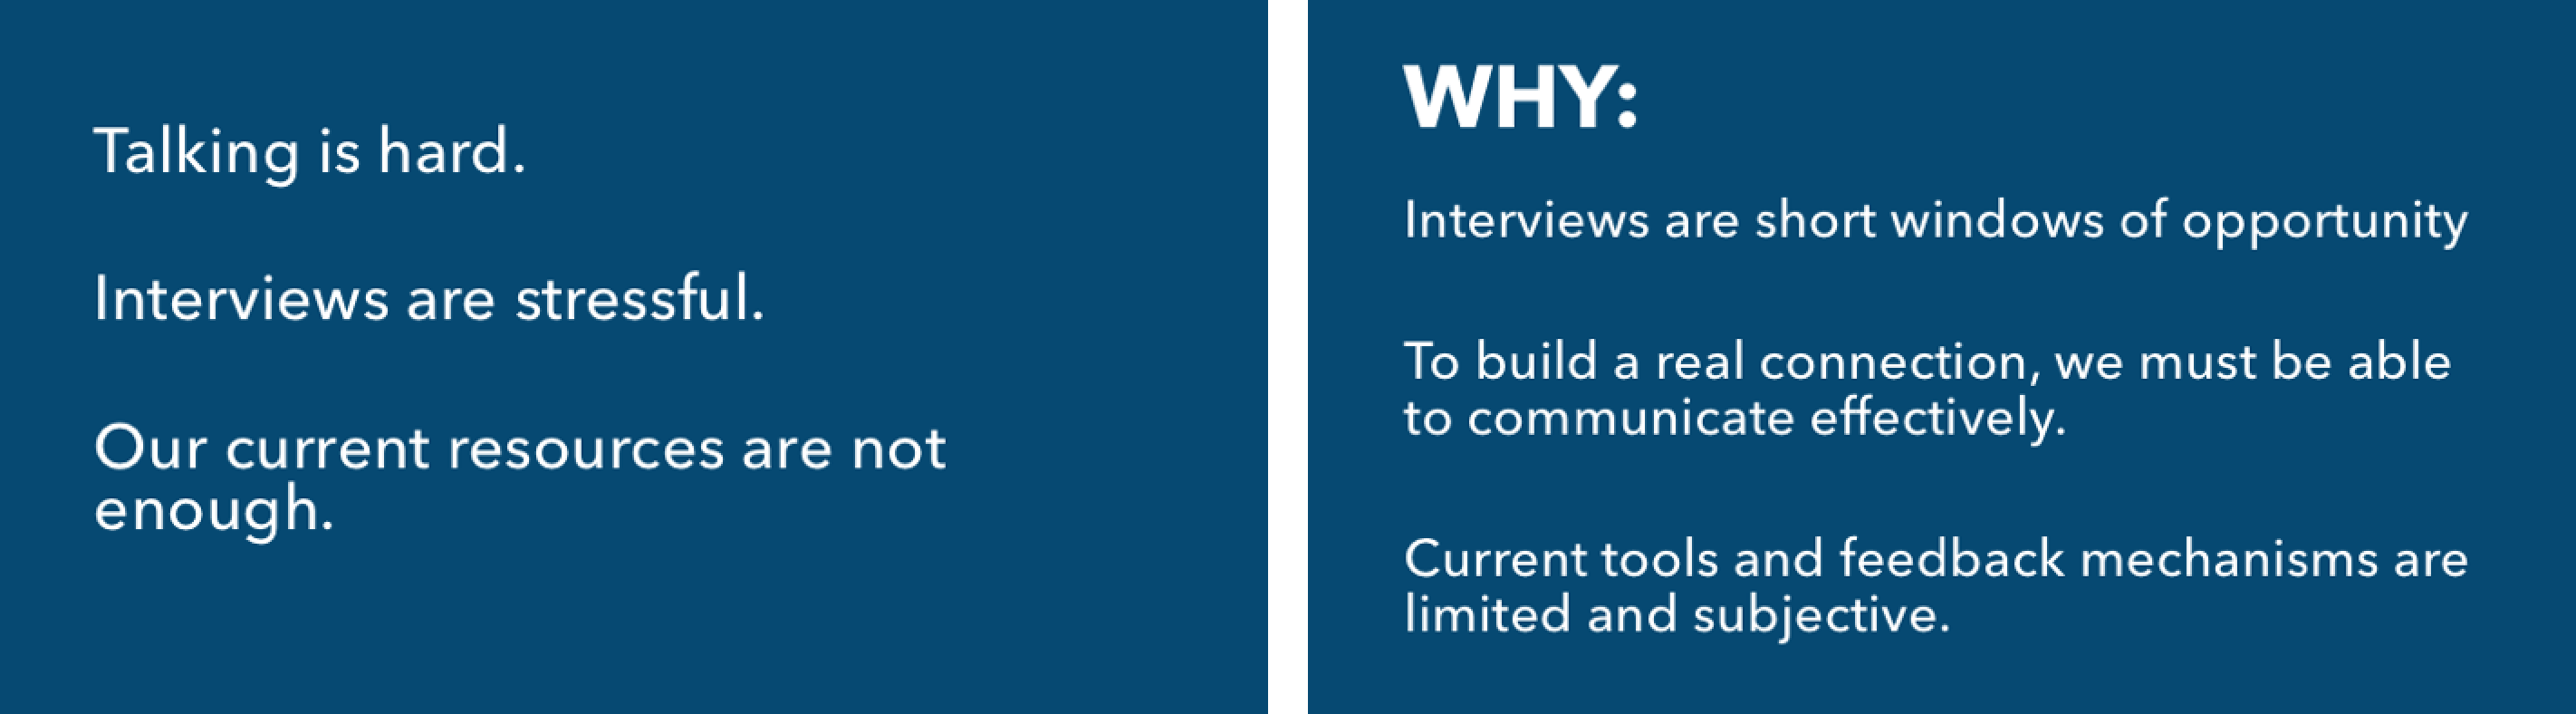 Talking is hard.
Interviews are stressful.
Our current resources are not
enough.
WHY:
Interviews are short windows of opportunity
To build a real connection, we must be able
to communicate effectively.
Current tools and feedback mechanisms are
limited and subjective.